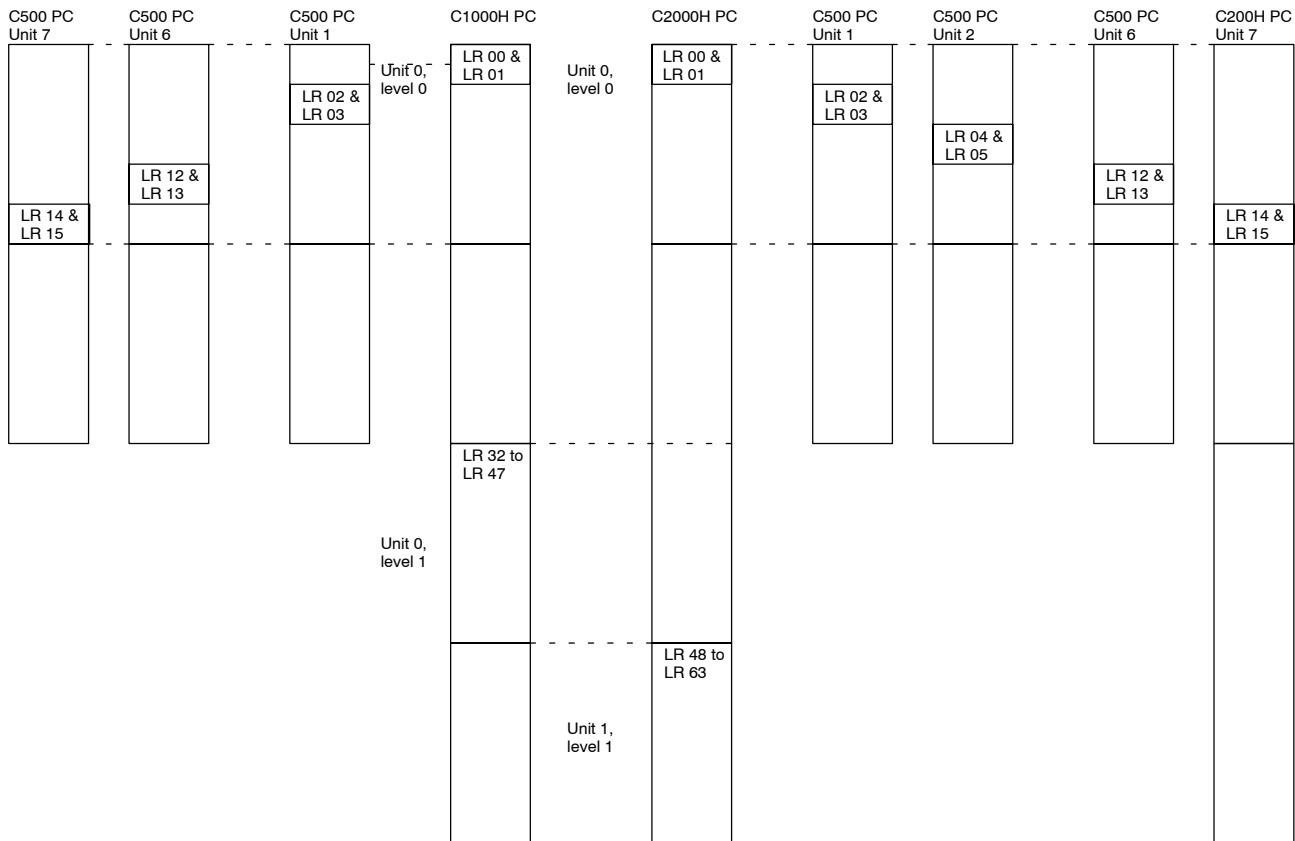 C500 PC
Unit 7
C500 PC
Unit 6
C500 PC
Unit 1
C1000H PC
C2000H PC
C500 PC
Unit 1
C500 PC
Unit 2
C500 PC
Unit 6
C200H PC
Unit 7
LR 00 &
LR 01
LR 00 &
LR 01
Unit 0,
level 0
Unit 0,
level 0
LR 02 &
LR 03
LR 02 &
LR 03
LR 04 &
LR 05
LR 12 &
LR 13
LR 12 &
LR 13
LR 14 &
LR 15
LR 14 &
LR 15
LR 32 to
LR 47
Unit 0,
level 1
LR 48 to
LR 63
Unit 1,
level 1